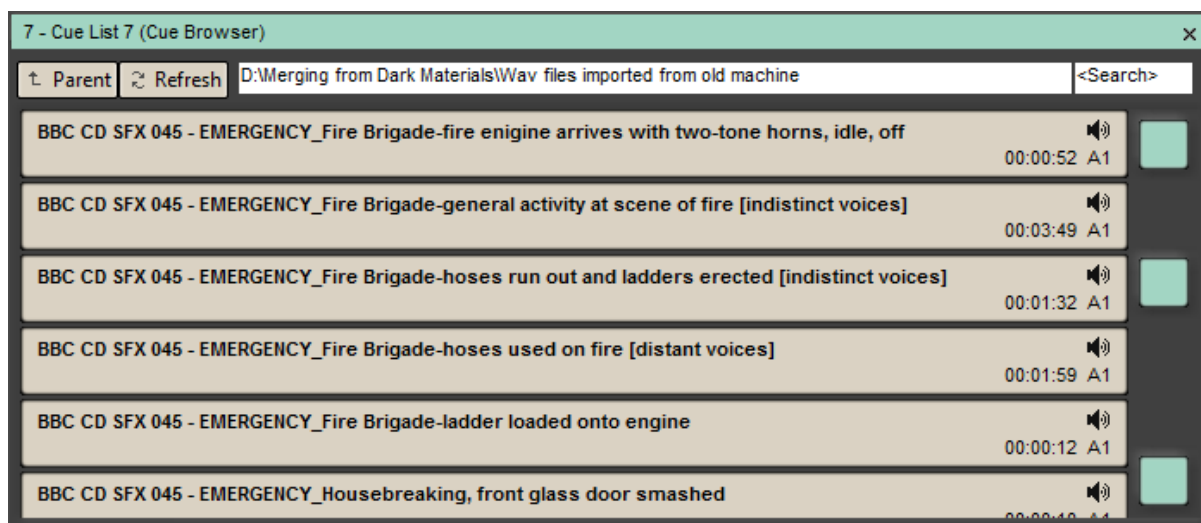 7 - Cue List 7 (Cue Browser)
Parent Refresh D:\Merging from Dark Materials\Wav files imported from old machine <Search>
BBC CD SFX 045 - EMERGENCY_Fire Brigade-fire enigine arrives with two-tone horns, idle, off
00:00:52 A1
BBC CD SFX 045 - EMERGENCY_Fire Brigade-general activity at scene of fire [indistinct voices]
00:03:49 A1
BBC CD SFX 045 - EMERGENCY_Fire Brigade-hoses run out and ladders erected [indistinct voices]
00:01:32 A1
BBC CD SFX 045 - EMERGENCY_Fire Brigade-hoses used on fire [distant voices]
00:01:59 A1
BBC CD SFX 045 - EMERGENCY_Fire Brigade-ladder loaded onto engine
00:00:12 A1
BBC CD SFX 045 - EMERGENCY_Housebreaking, front glass door smashed